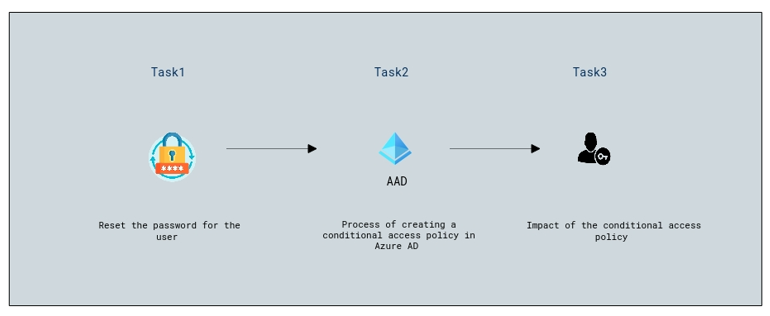 Task1
Task2
Task3
****
AAD
Reset the password for the
user
Process of creating a
conditional access policy in
Azure AD
Impact of the conditional access
policy